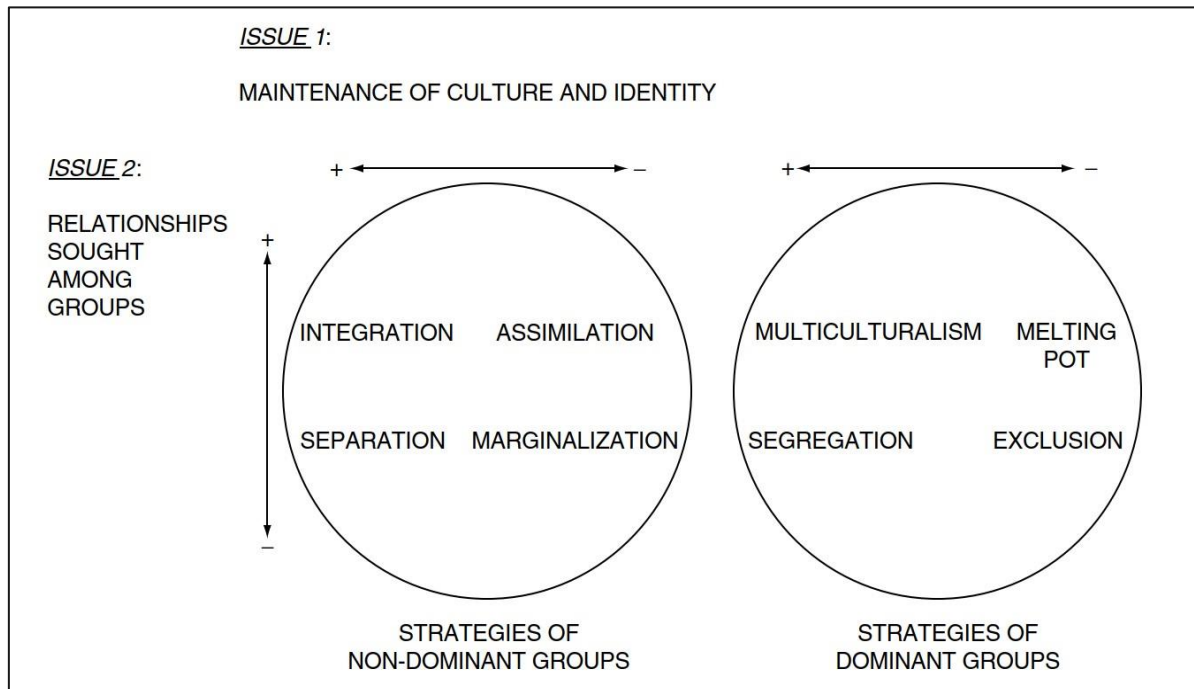 ISSUE 1:
MAINTENANCE OF CULTURE AND IDENTITY
ISSUE 2:
RELATIONSHIPS
SOUGHT
AMONG
GROUPS
+ –
+ –
+
–
INTEGRATION ASSIMILATION
SEPARATION MARGINALIZATION
MULTICULTURALISM MELTING
POT
SEGREGATION EXCLUSION
STRATEGIES OF
NON-DOMINANT GROUPS
STRATEGIES OF
DOMINANT GROUPS